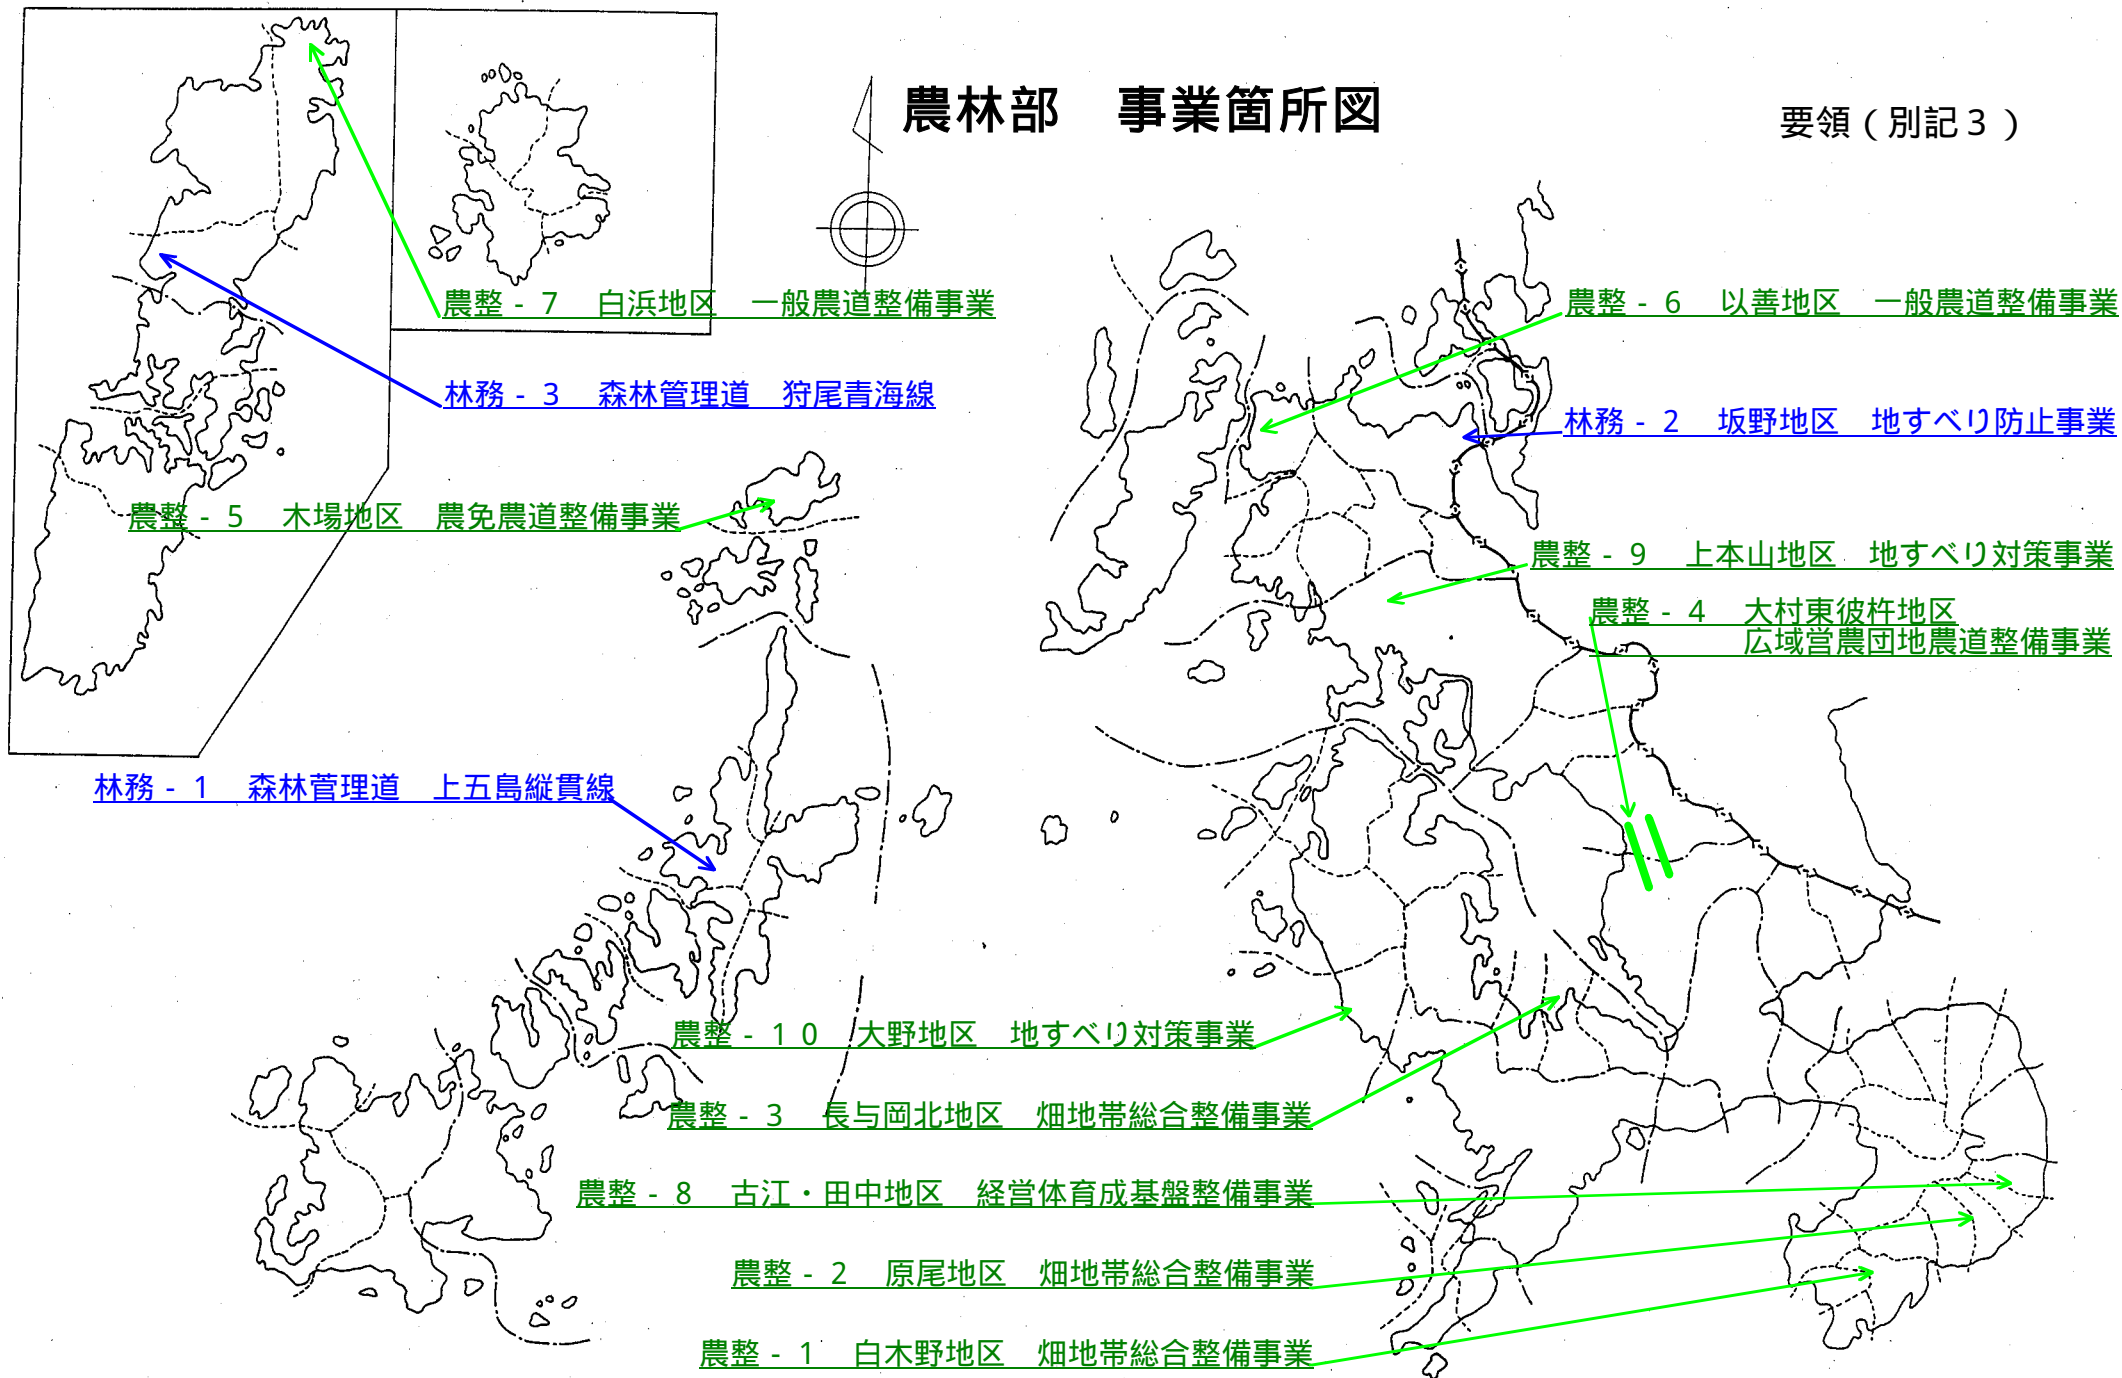 農林部　事業箇所図
要領（別記３）
農整－７　白浜地区　一般農道整備事業
農整－６　以善地区　一般農道整備事業
林務－３　森林管理道　狩尾青海線
林務－２　坂野地区　地すべり防止事業
農整－５　木場地区　農免農道整備事業
農整－９　上本山地区　地すべり対策事業
農整－４　大村東彼杵地区
広域営農団地農道整備事業
林務－１　森林菅理道　上五島縦貫線
農整－１０　大野地区　地すべり対策事業
農整－３　長与岡北地区　畑地帯総合整備事業
農整－８　古江・田中地区　経営体育成基盤整備事業
農整－２　原尾地区　畑地帯総合整備事業
農整－１　白木野地区　畑地帯総合整備事業